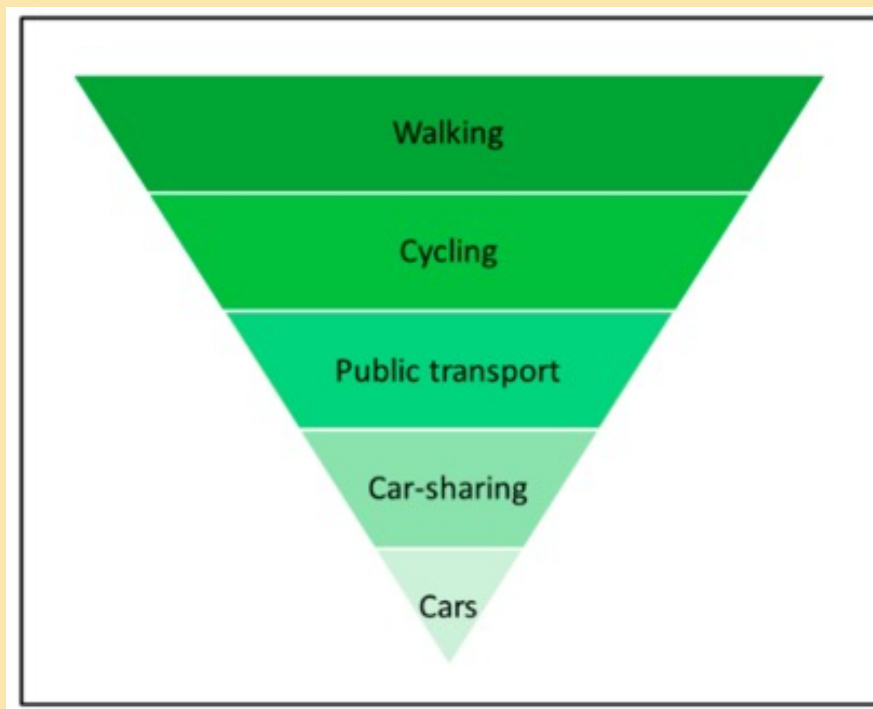 Walking
Cycling
Public transport
Car-sharing
Cars